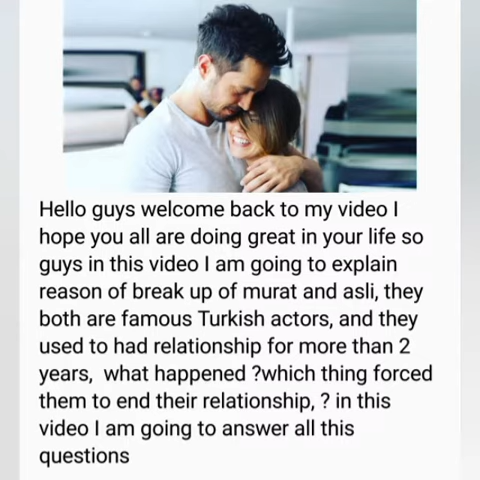 Hello guys welcome back to my video I
hope you all are doing great in your life so
guys in this video I am going to explain
reason of break up of murat and asli, they
both are famous Turkish actors, and they
used to had relationship for more than 2
years,  what happened ?which thing forced
them to end their relationship, ? in this
video I am going to answer all this
questions